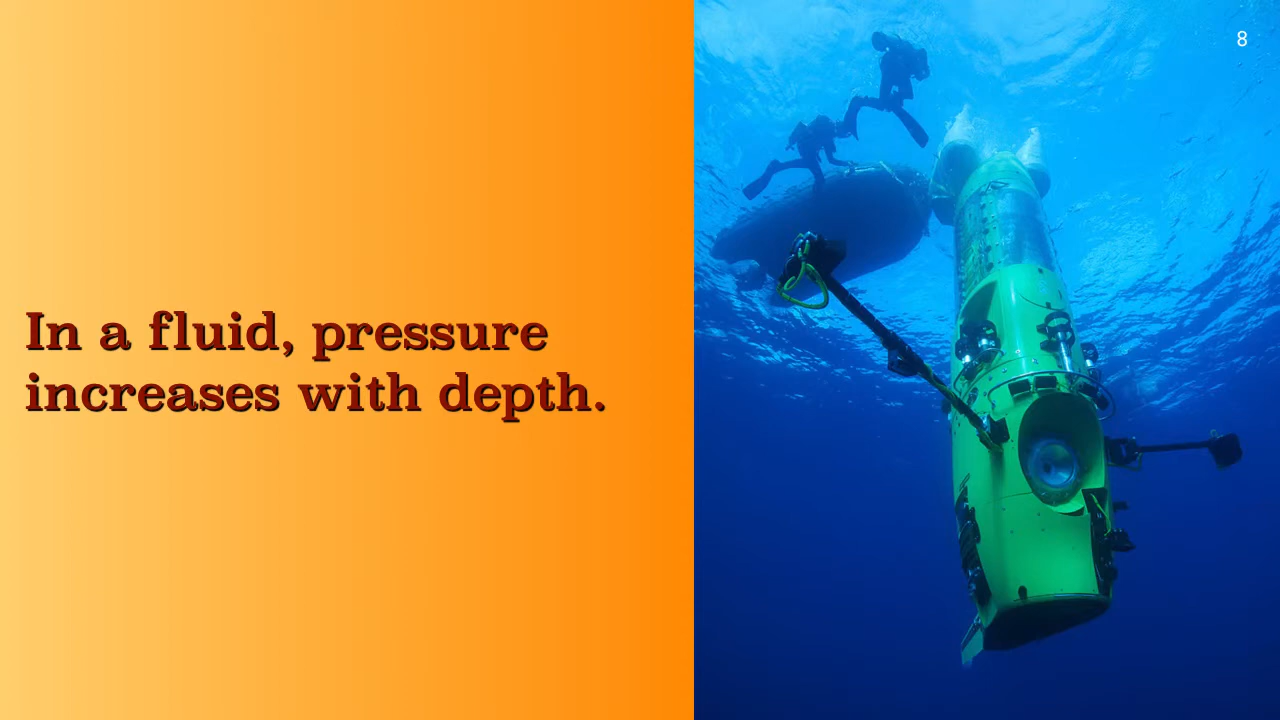 8
In a fluid, pressure
increases with depth.